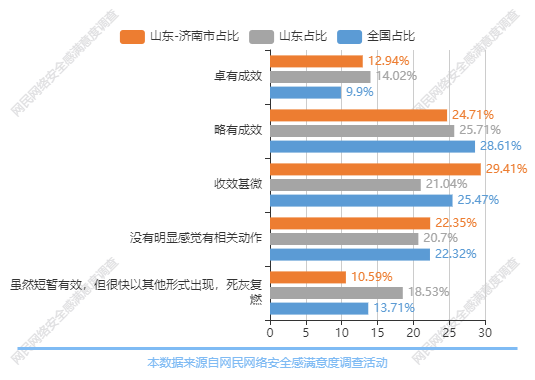 山东-济南市占比 山东占比 全国占比
卓有成效
12.94%
14.02%
9.9%
略有成效
24.71%
25.71%
28.61%
收效甚微
29.41%
21.04%
25.47%
没有明显感觉有相关动作
22.35%
20.7%
22.32%
虽然短暂有效，但很快以其他形式出现，死灰复
燃
10.59%
18.53%
13.71%
0 5 10 15 20 25 30
网民网络安全感满意度调查
网民网络安全感满意度调查
网民网络安全感满意度调查
网民网络安全感满意度调查
本数据来源自网民网络安全感满意度调查活动